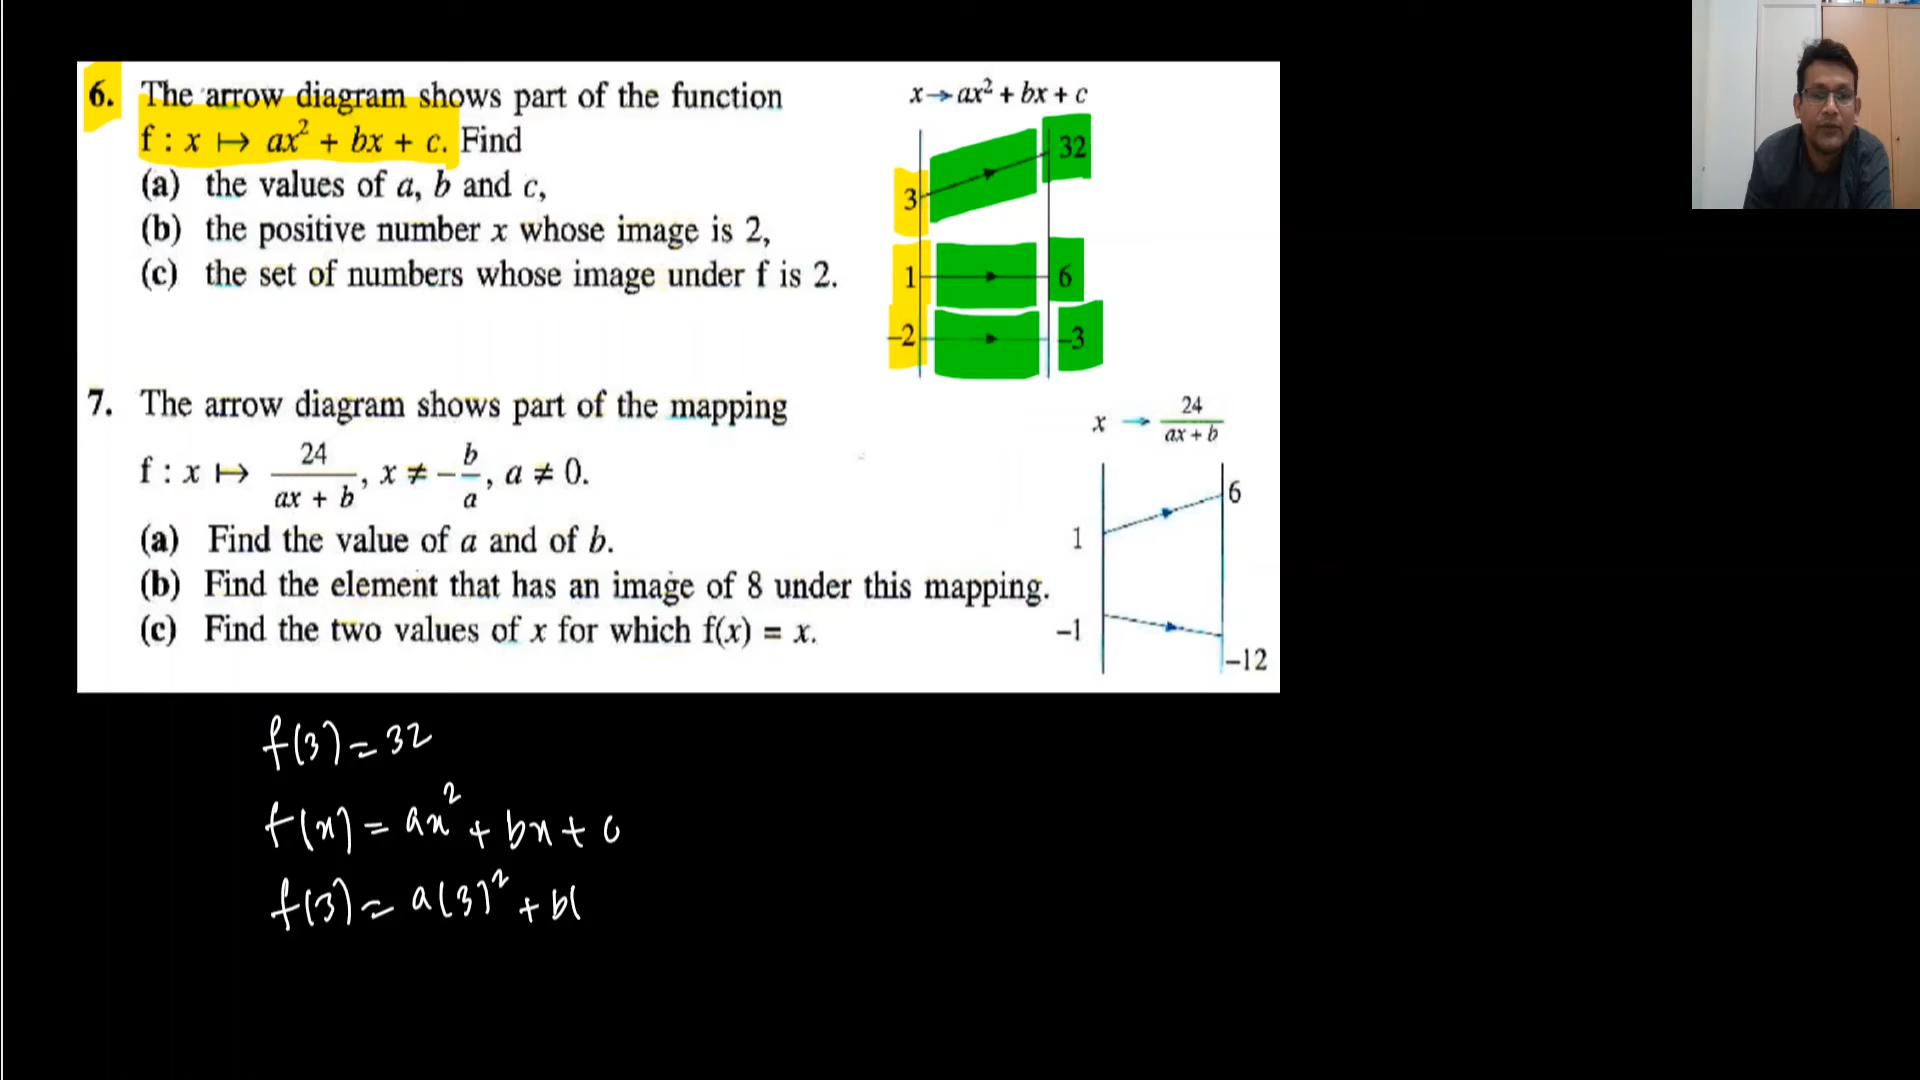 6. The arrow diagram shows part of the function
f : x ↦ ax² + bx + c. Find
(a) the values of a, b and c,
(b) the positive number x whose image is 2,
(c) the set of numbers whose image under f is 2.
x → ax² + bx + c
3 32
1 6
-2 -3
7. The arrow diagram shows part of the mapping
f : x ↦ 24/(ax + b), x ≠ -b/a, a ≠ 0.
(a) Find the value of a and of b.
(b) Find the element that has an image of 8 under this mapping.
(c) Find the two values of x for which f(x) = x.
x → 24/(ax + b)
1 6
-1 -12
f(3) = 32
f(x) = ax² + bx + c
f(3) = a(3)² + b(